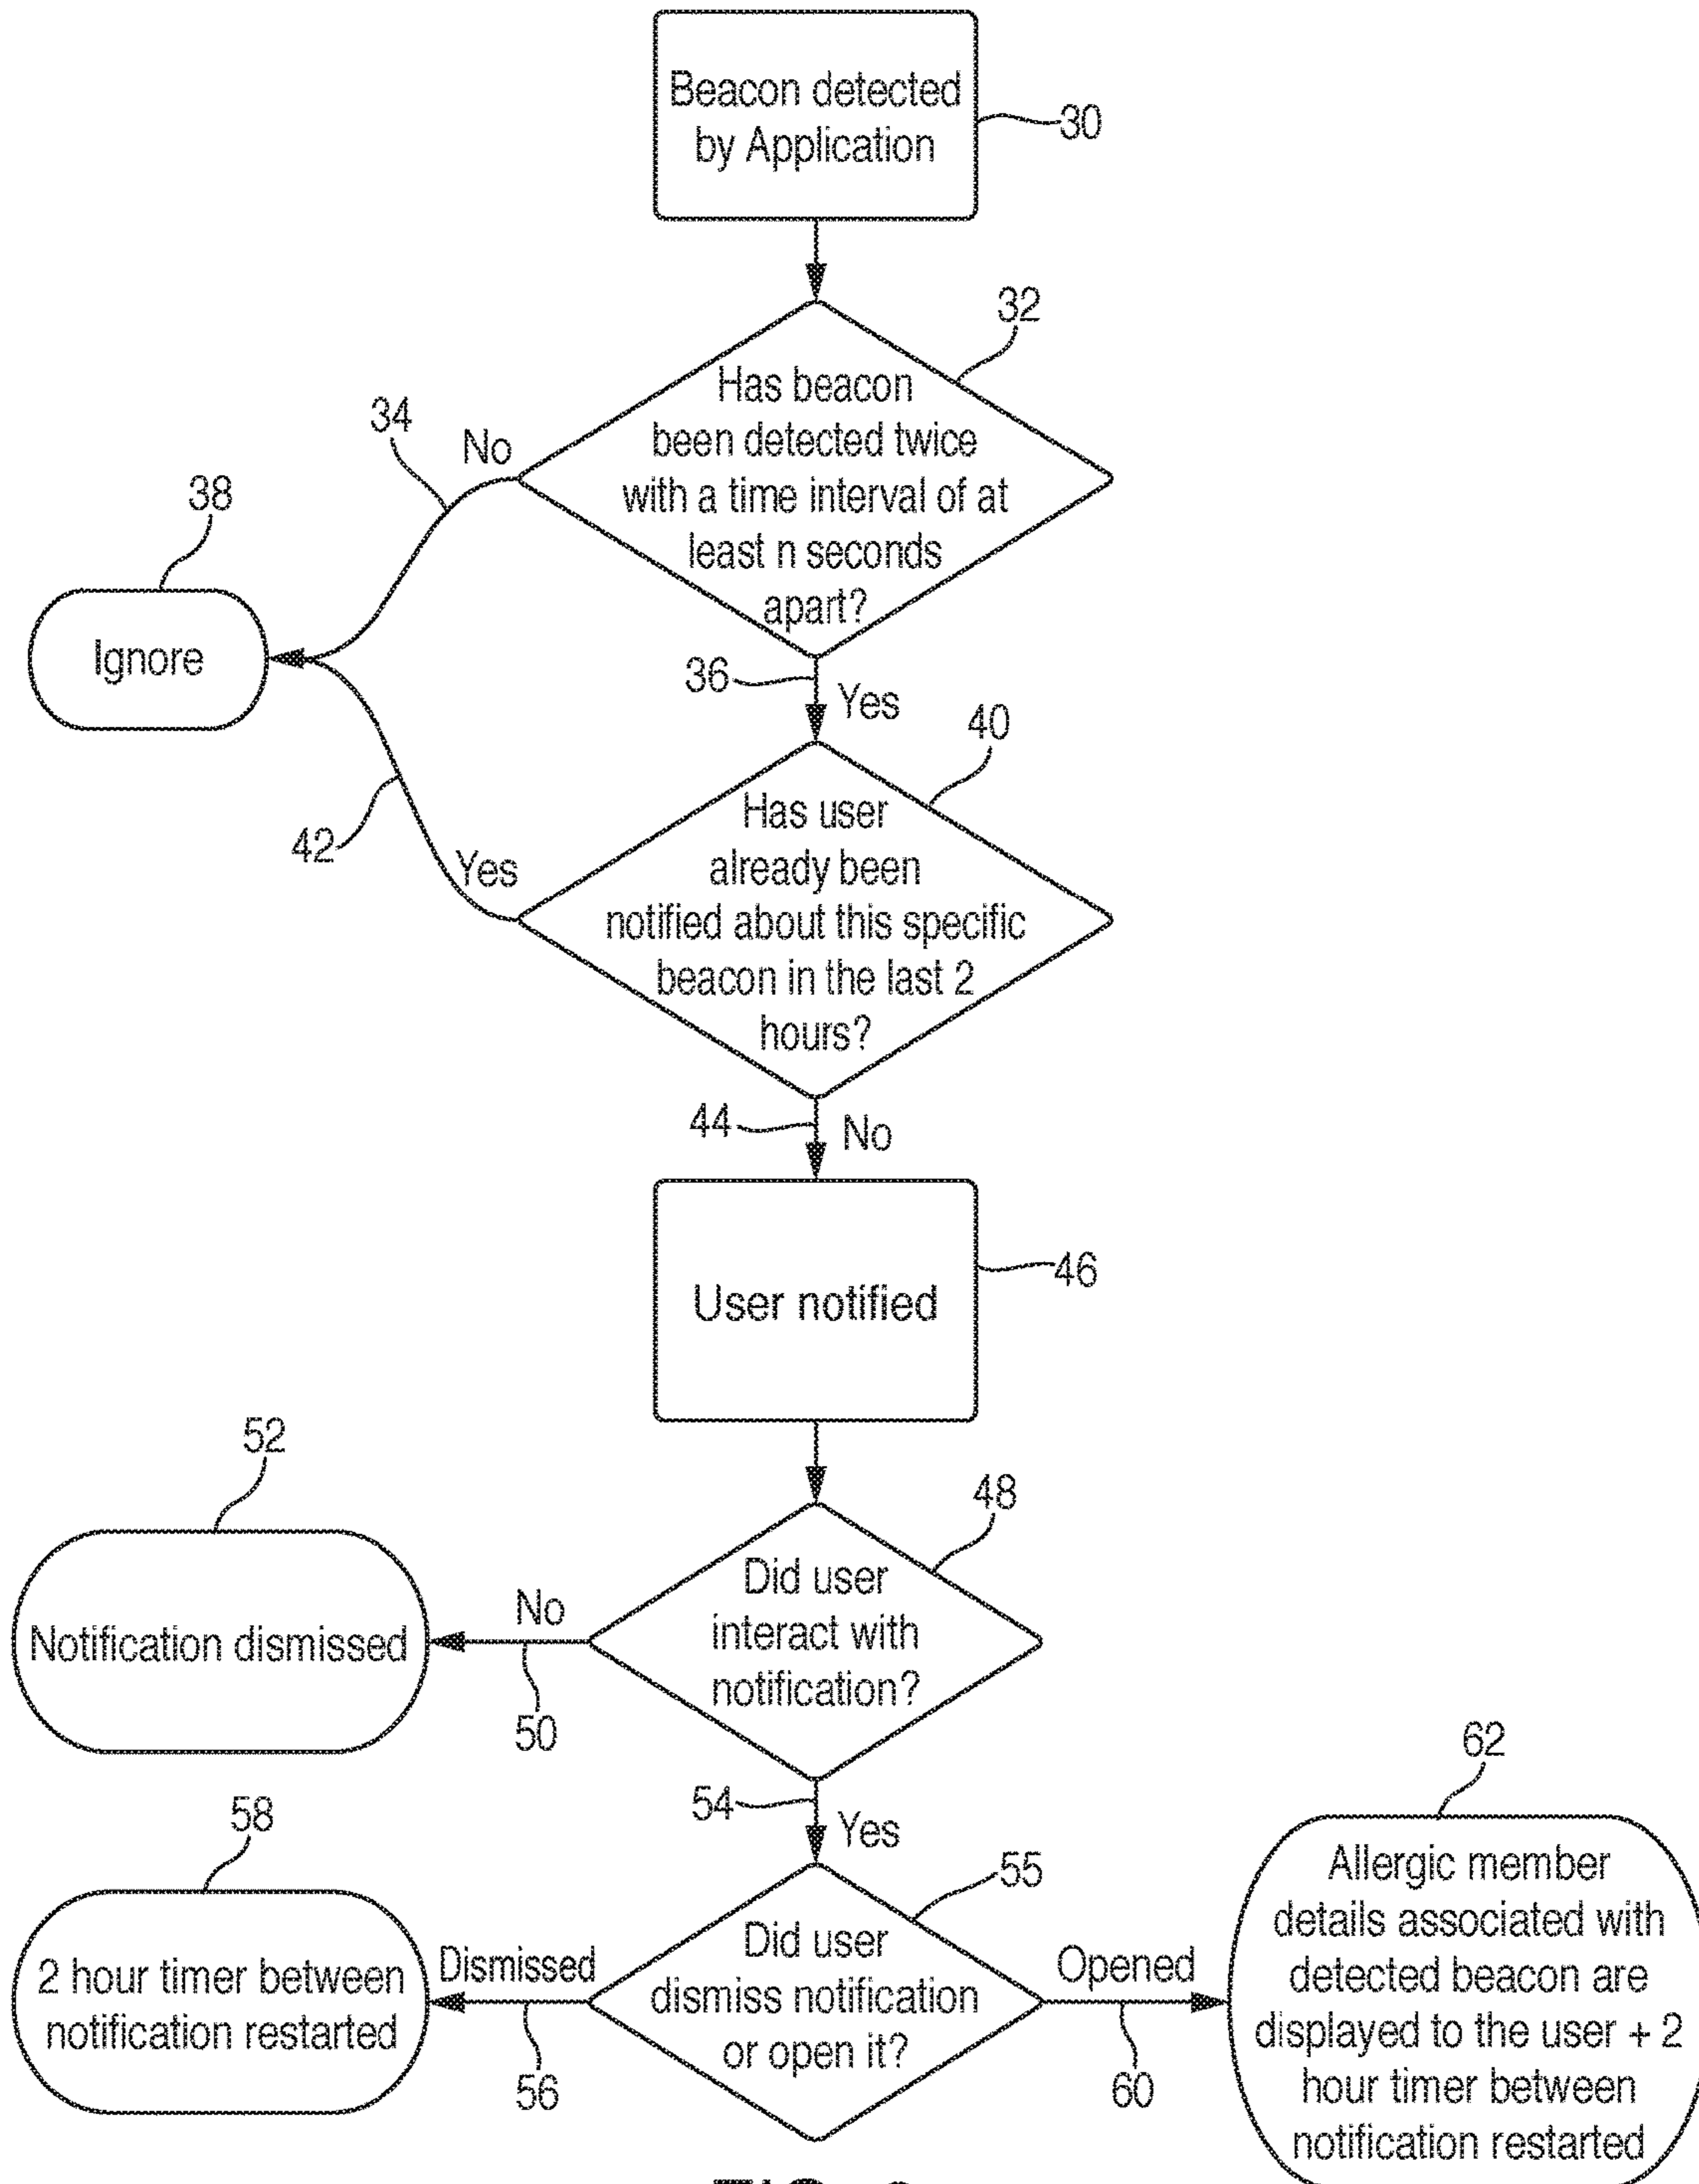 Beacon detected
by Application
30
32
Has beacon
been detected twice
with a time interval of at
least n seconds
apart?
34
No
38
Ignore
36
Yes
40
Has user
already been
notified about this specific
beacon in the last 2
hours?
42
Yes
44
No
User notified
46
48
Did user
interact with
notification?
52
No
Notification dismissed
50
54
Yes
55
Did user
dismiss notification
or open it?
58
Dismissed
2 hour timer between
notification restarted
56
Opened
60
62
Allergic member
details associated with
detected beacon are
displayed to the user + 2
hour timer between
notification restarted